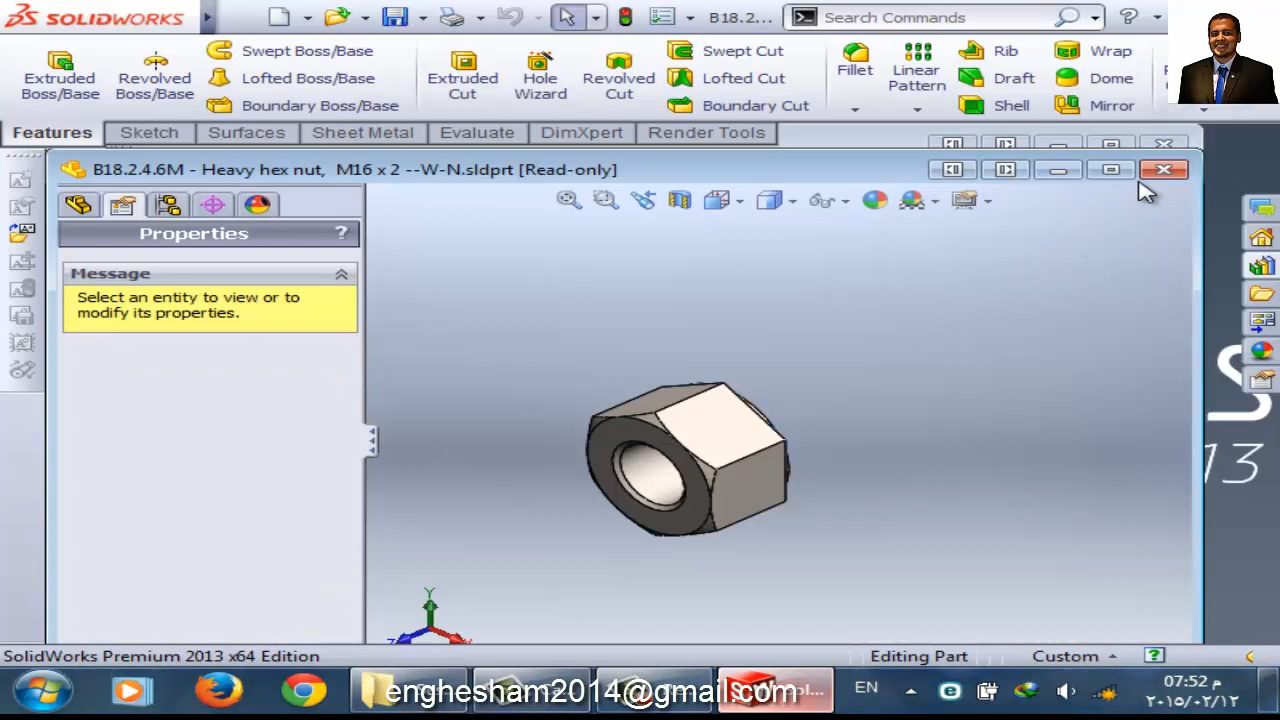 SOLIDWORKS
B18.2...
Search Commands
Extruded Boss/Base
Revolved Boss/Base
Swept Boss/Base
Lofted Boss/Base
Boundary Boss/Base
Extruded Cut
Hole Wizard
Revolved Cut
Swept Cut
Lofted Cut
Boundary Cut
Fillet
Linear Pattern
Rib
Draft
Shell
Wrap
Dome
Mirror
Features
Sketch
Surfaces
Sheet Metal
Evaluate
DimXpert
Render Tools
B18.2.4.6M - Heavy hex nut, M16 x 2 --W-N.sldprt [Read-only]
Properties ?
Message
Select an entity to view or to
modify its properties.
Y
S
13
SolidWorks Premium 2013 x64 Edition
Editing Part
Custom
enghesham2014@gmail.com
EN
07:52 م
٢٠١٥/٠٢/١٢